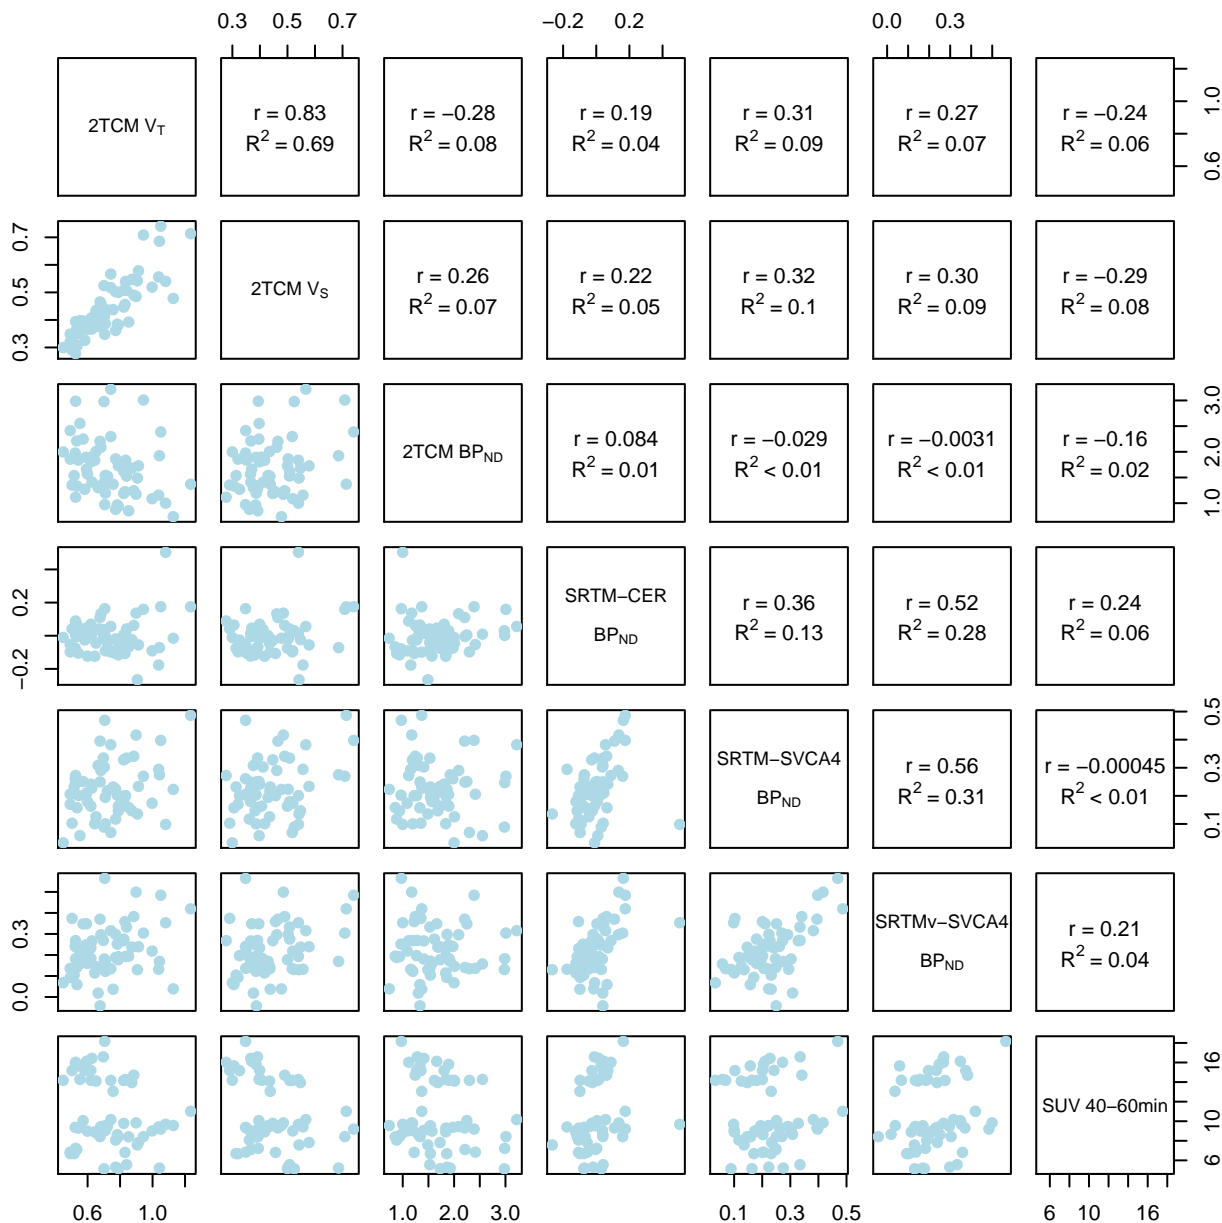 0.3 0.5 0.7 −0.2 0.2 0.0 0.3
2TCM V_T
r = 0.83
R² = 0.69
r = −0.28
R² = 0.08
r = 0.19
R² = 0.04
r = 0.31
R² = 0.09
r = 0.27
R² = 0.07
r = −0.24
R² = 0.06
1.0
0.6
0.7
0.5
0.3
2TCM V_S
r = 0.26
R² = 0.07
r = 0.22
R² = 0.05
r = 0.32
R² = 0.1
r = 0.30
R² = 0.09
r = −0.29
R² = 0.08
2TCM BP_ND
r = 0.084
R² = 0.01
r = −0.029
R² < 0.01
r = −0.0031
R² < 0.01
r = −0.16
R² = 0.02
3.0
2.0
1.0
0.2
−0.2
SRTM−CER
BP_ND
r = 0.36
R² = 0.13
r = 0.52
R² = 0.28
r = 0.24
R² = 0.06
SRTM−SVCA4
BP_ND
r = 0.56
R² = 0.31
r = −0.00045
R² < 0.01
0.5
0.3
0.1
0.3
0.0
SRTMv−SVCA4
BP_ND
r = 0.21
R² = 0.04
SUV 40−60min
16
10
6
0.6 1.0 1.0 2.0 3.0 0.1 0.3 0.5 6 10 16